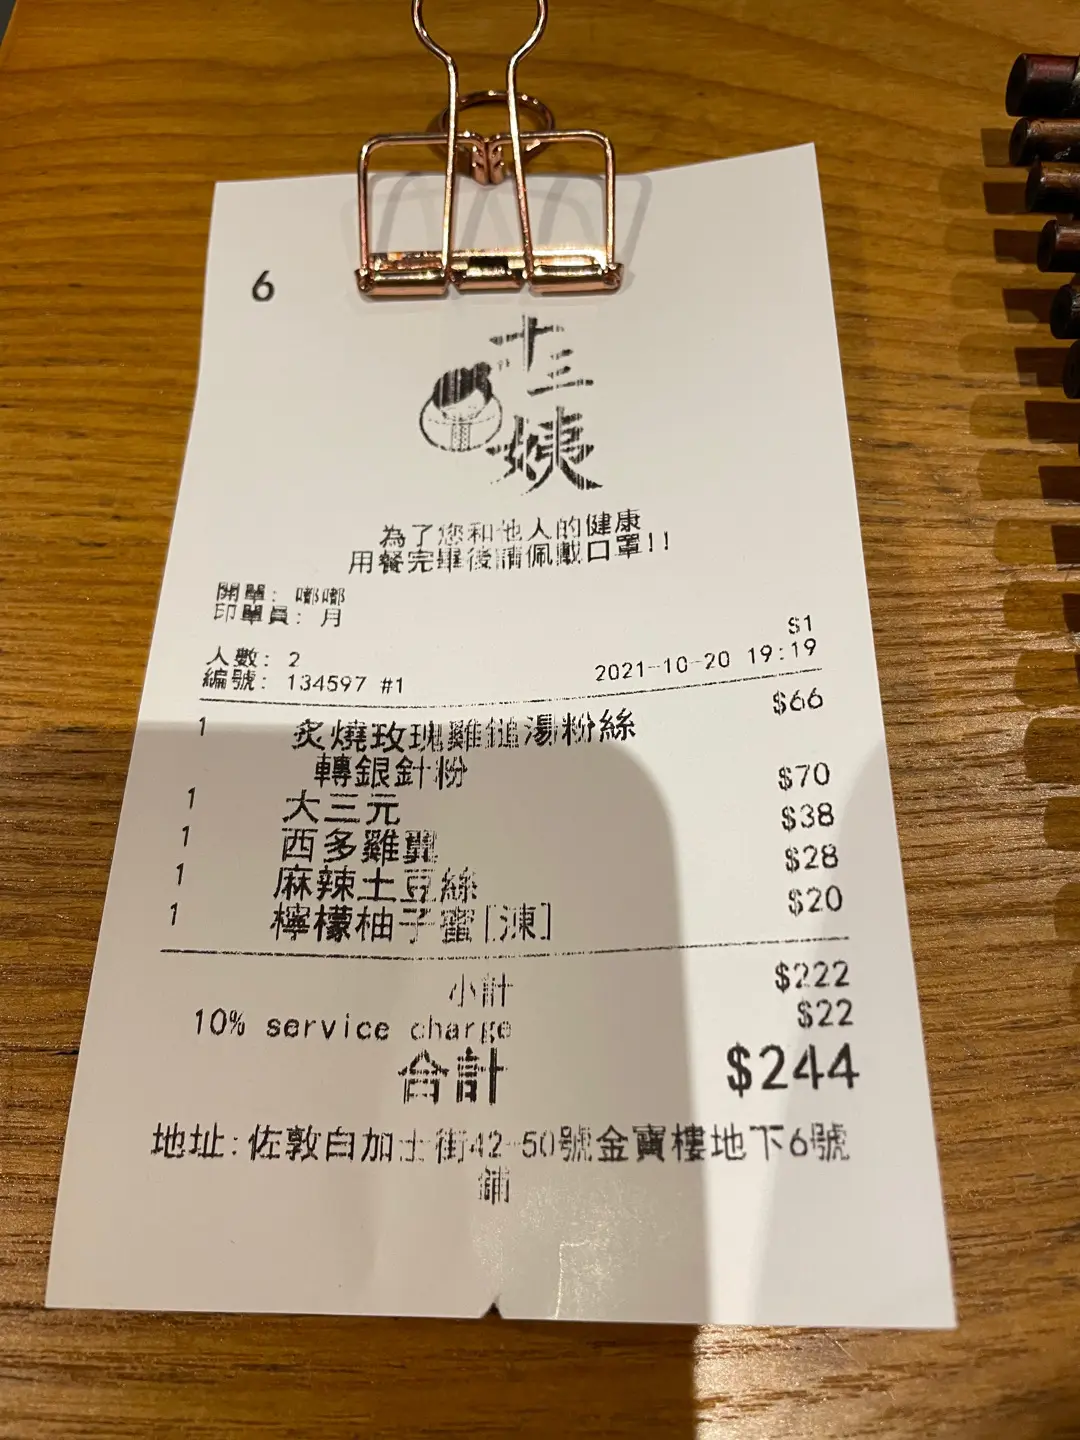 6
十三姨
為了您和他人的健康
用餐完畢後請佩戴口罩!!
開單: 嘟嘟
印單員: 月
S1
人數: 2
編號: 134597 #1 2021-10-20 19:19
1 炙燒玫瑰雞鎚湯粉絲 $66
轉銀針粉
1 大三元 $70
1 西多雞翼 $38
1 麻辣土豆絲 $28
1 檸檬柚子蜜[凍] $20
小計 $222
10% service charge $22
合計 $244
地址:佐敦白加士街42-50號金寶樓地下6號
鋪